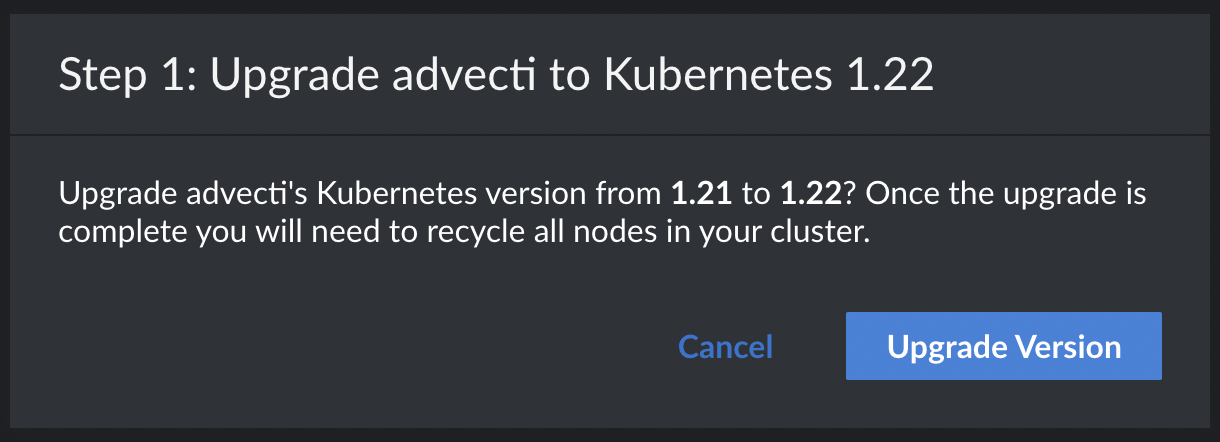 Step 1: Upgrade advecti to Kubernetes 1.22
Upgrade advecti's Kubernetes version from 1.21 to 1.22? Once the upgrade is
complete you will need to recycle all nodes in your cluster.
Cancel
Upgrade Version